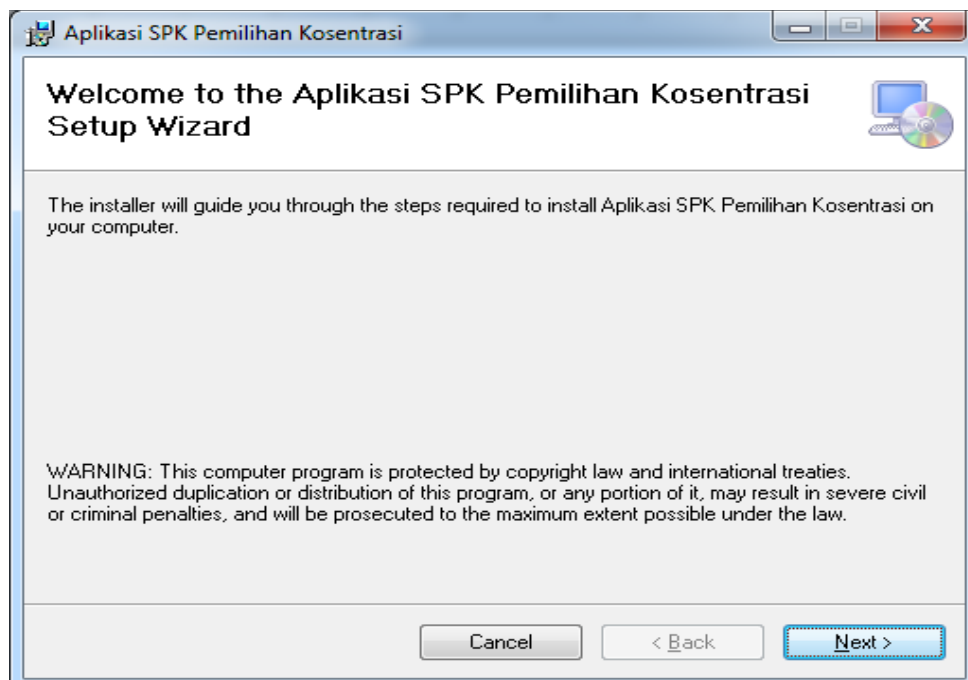 Aplikasi SPK Pemilihan Kosentrasi
Welcome to the Aplikasi SPK Pemilihan Kosentrasi
Setup Wizard
The installer will guide you through the steps required to install Aplikasi SPK Pemilihan Kosentrasi on
your computer.
WARNING: This computer program is protected by copyright law and international treaties.
Unauthorized duplication or distribution of this program, or any portion of it, may result in severe civil
or criminal penalties, and will be prosecuted to the maximum extent possible under the law.
Cancel < Back Next >